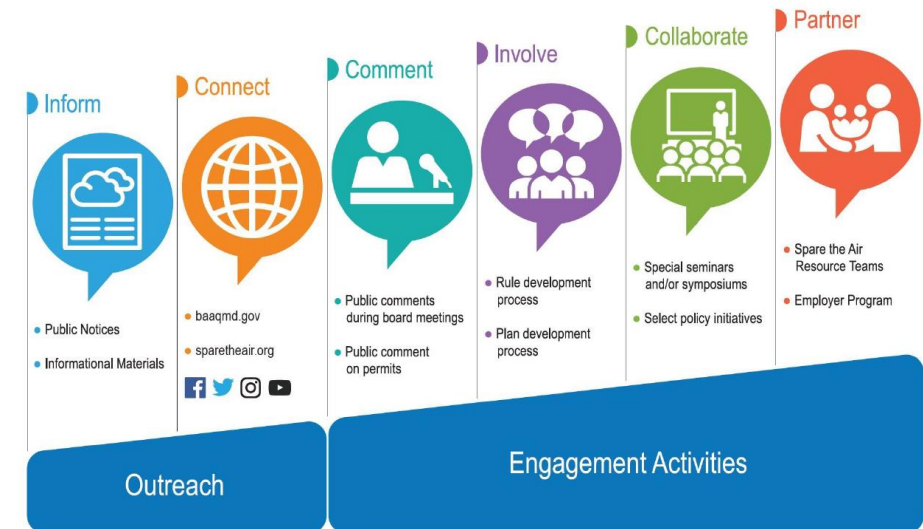 Inform
• Public Notices
• Informational Materials
Connect
• baaqmd.gov
• sparetheair.org
Comment
• Public comments
during board meetings
• Public comment
on permits
Involve
• Rule development
process
• Plan development
process
Collaborate
• Special seminars
and/or symposiums
• Select policy initiatives
Partner
• Spare the Air
Resource Teams
• Employer Program
Outreach
Engagement Activities